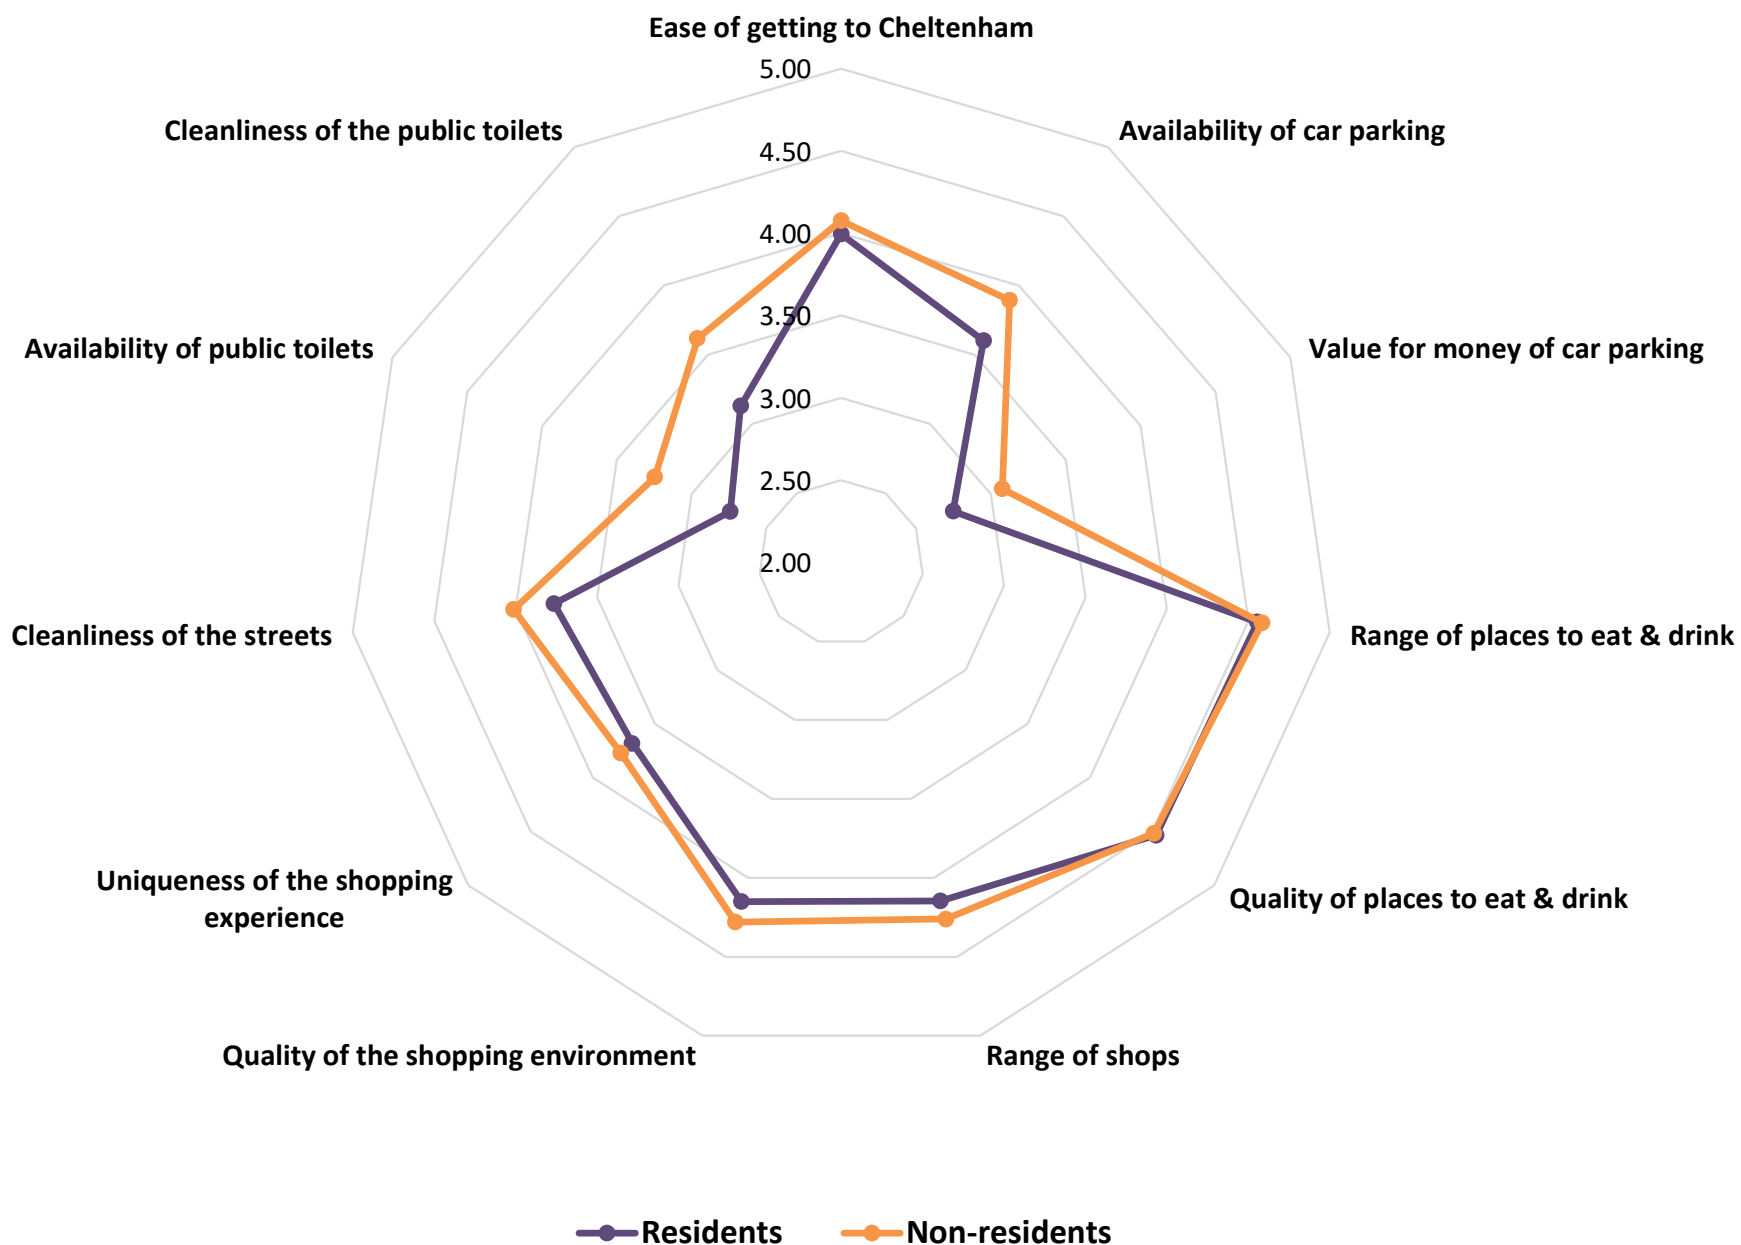 Ease of getting to Cheltenham
5.00
Cleanliness of the public toilets
Availability of car parking
4.50
4.00
3.50
Availability of public toilets
Value for money of car parking
3.00
2.50
2.00
Cleanliness of the streets
Range of places to eat & drink
Uniqueness of the shopping
experience
Quality of places to eat & drink
Quality of the shopping environment
Range of shops
Residents
Non-residents